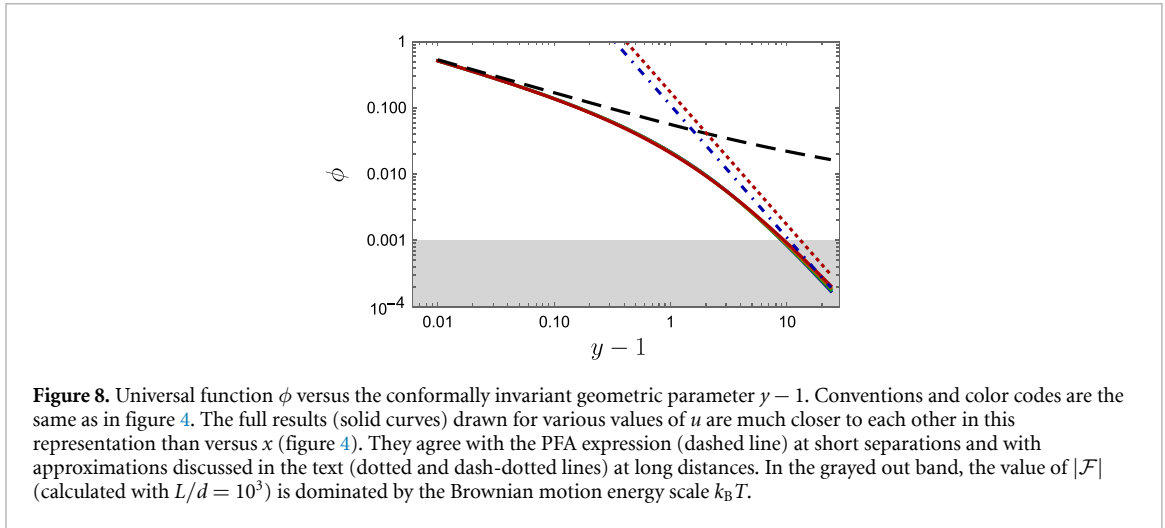 1
0.100
0.010
0.001
10−4
ϕ
0.01 0.10 1 10
y − 1
Figure 8. Universal function ϕ versus the conformally invariant geometric parameter y − 1. Conventions and color codes are the
same as in figure 4. The full results (solid curves) drawn for various values of u are much closer to each other in this
representation than versus x (figure 4). They agree with the PFA expression (dashed line) at short separations and with
approximations discussed in the text (dotted and dash-dotted lines) at long distances. In the grayed out band, the value of |ℱ|
(calculated with L/d = 10³) is dominated by the Brownian motion energy scale kBT.